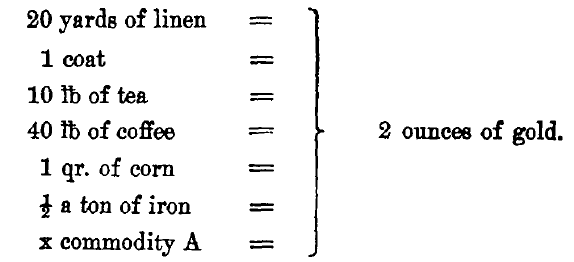 20 yards of linen =
1 coat =
10 ℔ of tea =
40 ℔ of coffee = 2 ounces of gold.
1 qr. of corn =
½ a ton of iron =
x commodity A =